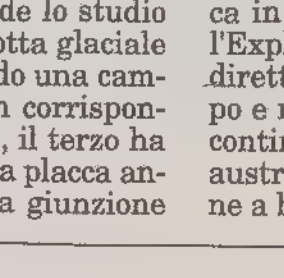 de lo studio
otta glaciale
do una cam-
n corrispon-
, il terzo ha
a placca an-
a giunzione
ca in
l'Exp
dirett
po e
contin
austr
ne a